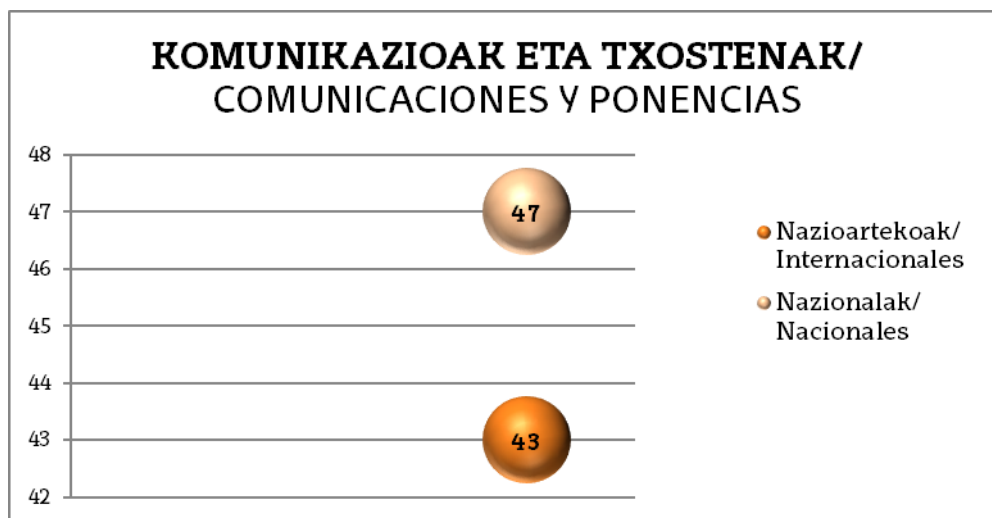 KOMUNIKAZIOAK ETA TXOSTENAK/
COMUNICACIONES Y PONENCIAS
48
47
46
45
44
43
42
47
43
Nazioartekoak/
Internacionales
Nazionalak/
Nacionales